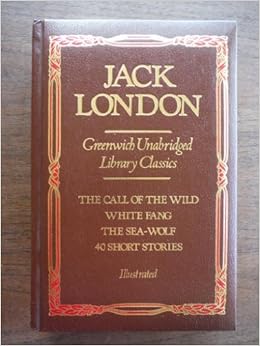 JACK
LONDON
Greenwich Unabridged
Library Classics
THE CALL OF THE WILD
WHITE FANG
THE SEA-WOLF
40 SHORT STORIES
Illustrated